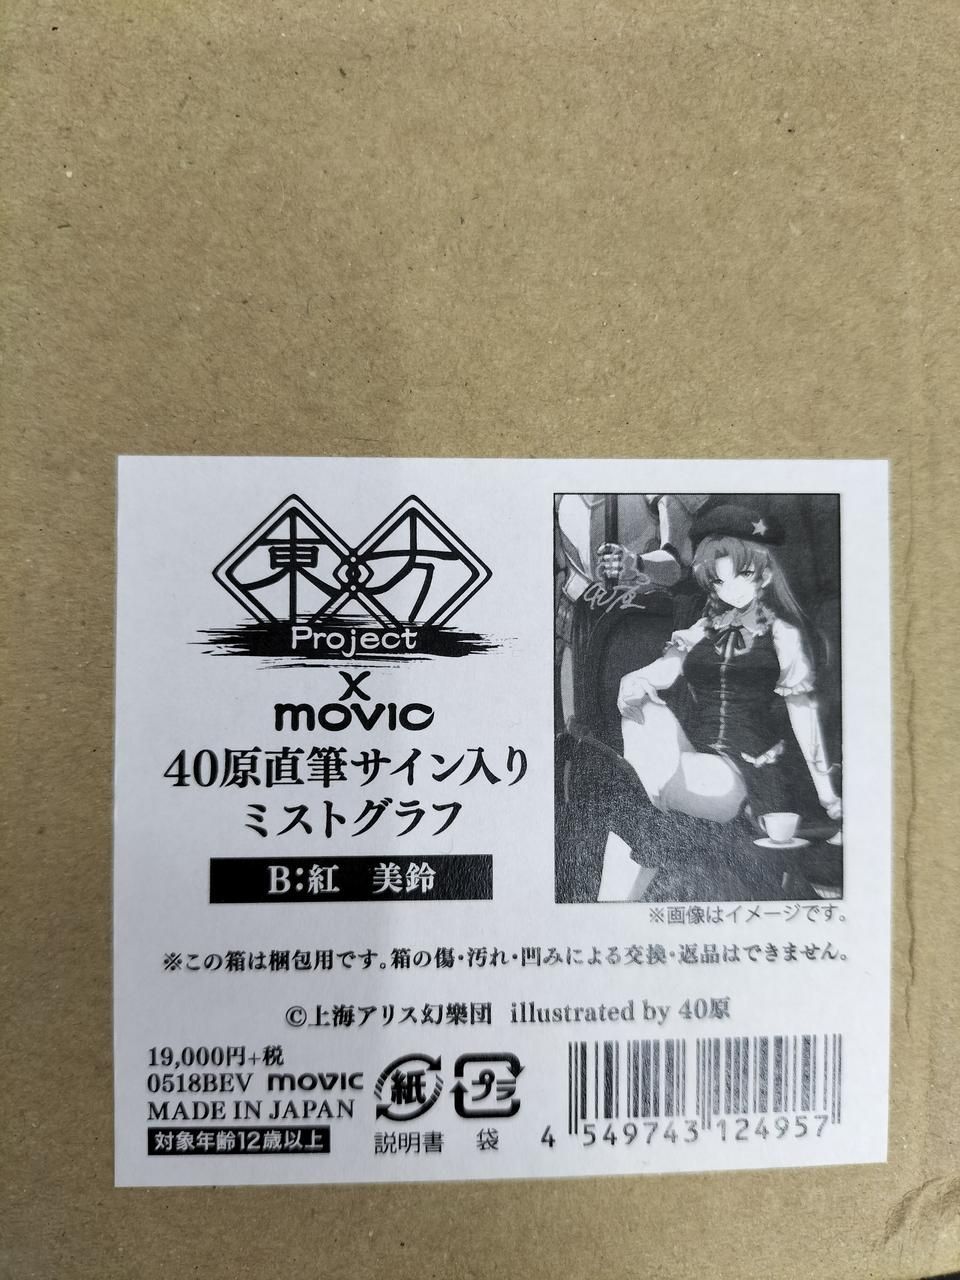 東方
Project
X
movic
40原直筆サイン入り
ミストグラフ
B:紅 美鈴
※画像はイメージです。
※この箱は梱包用です。箱の傷・汚れ・凹みによる交換・返品はできません。
©上海アリス幻樂団 illustrated by 40原
19,000円+税
0518BEV movic
MADE IN JAPAN
対象年齢12歳以上
紙
説明書
プラ
袋
4 549743 124957